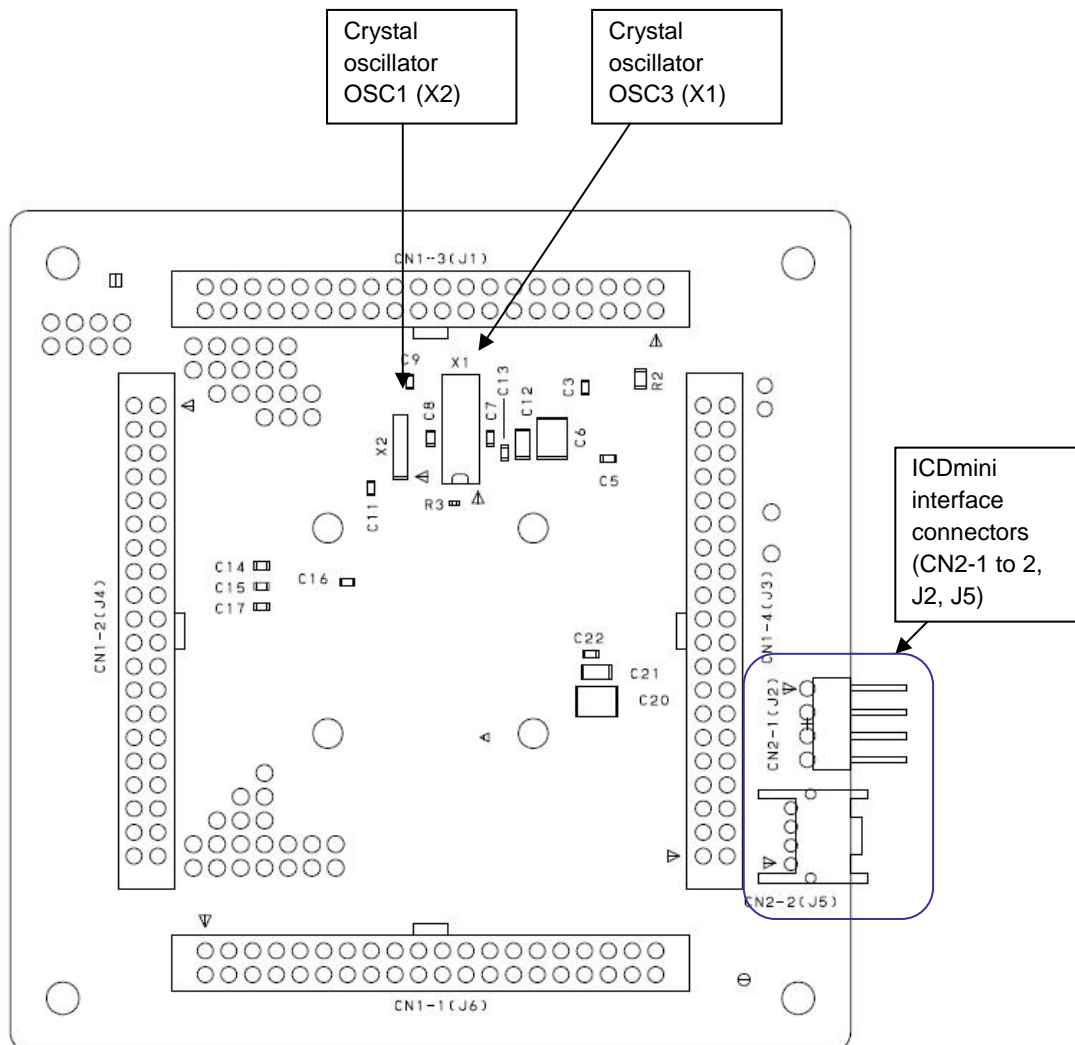 Crystal
oscillator
OSC1 (X2)
Crystal
oscillator
OSC3 (X1)
CN1-3(J1)
C9
X1
C13
C3
R2
C8
C7
C12
C6
X2
C5
C11
R3
ICDmini
interface
connectors
(CN2-1 to 2,
J2, J5)
C14
C16
C15
C17
CN1-2(J4)
CN1-4(J3)
C22
C21
C20
CN2-1(J2)
CN2-2(J5)
CN1-1(J6)